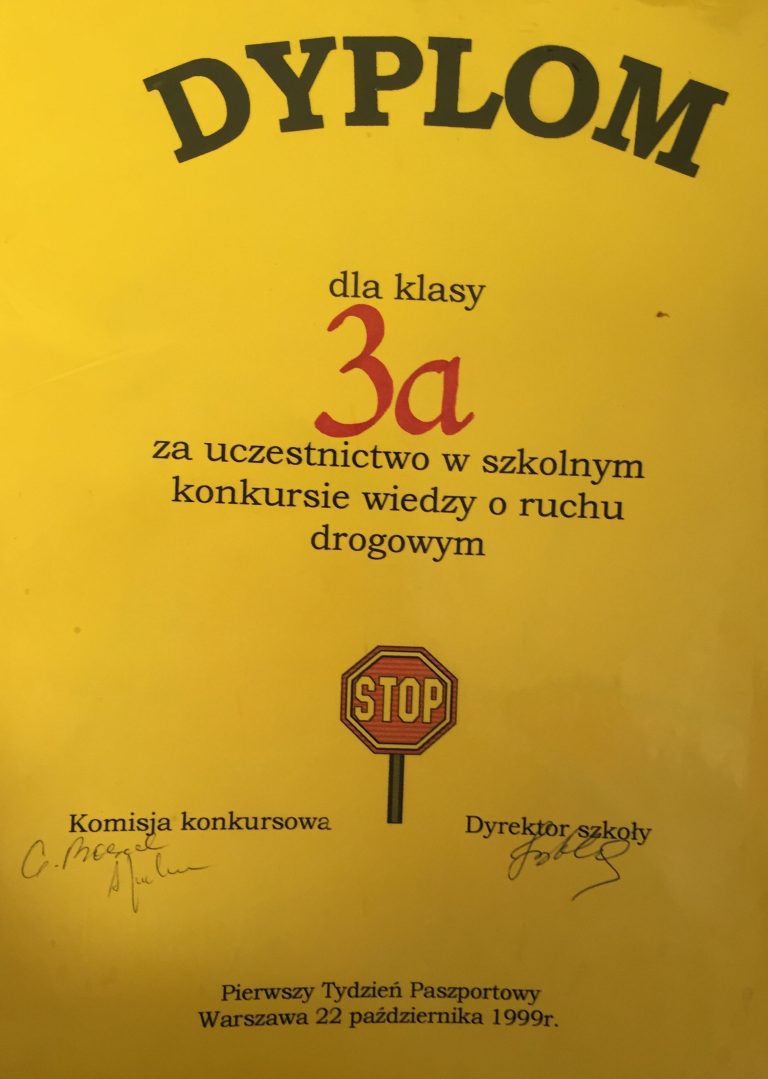 DYPLOM
dla klasy
3a
za uczestnictwo w szkolnym
konkursie wiedzy o ruchu
drogowym
STOP
Komisja konkursowa
Dyrektor szkoły
Pierwszy Tydzień Paszportowy
Warszawa 22 października 1999r.